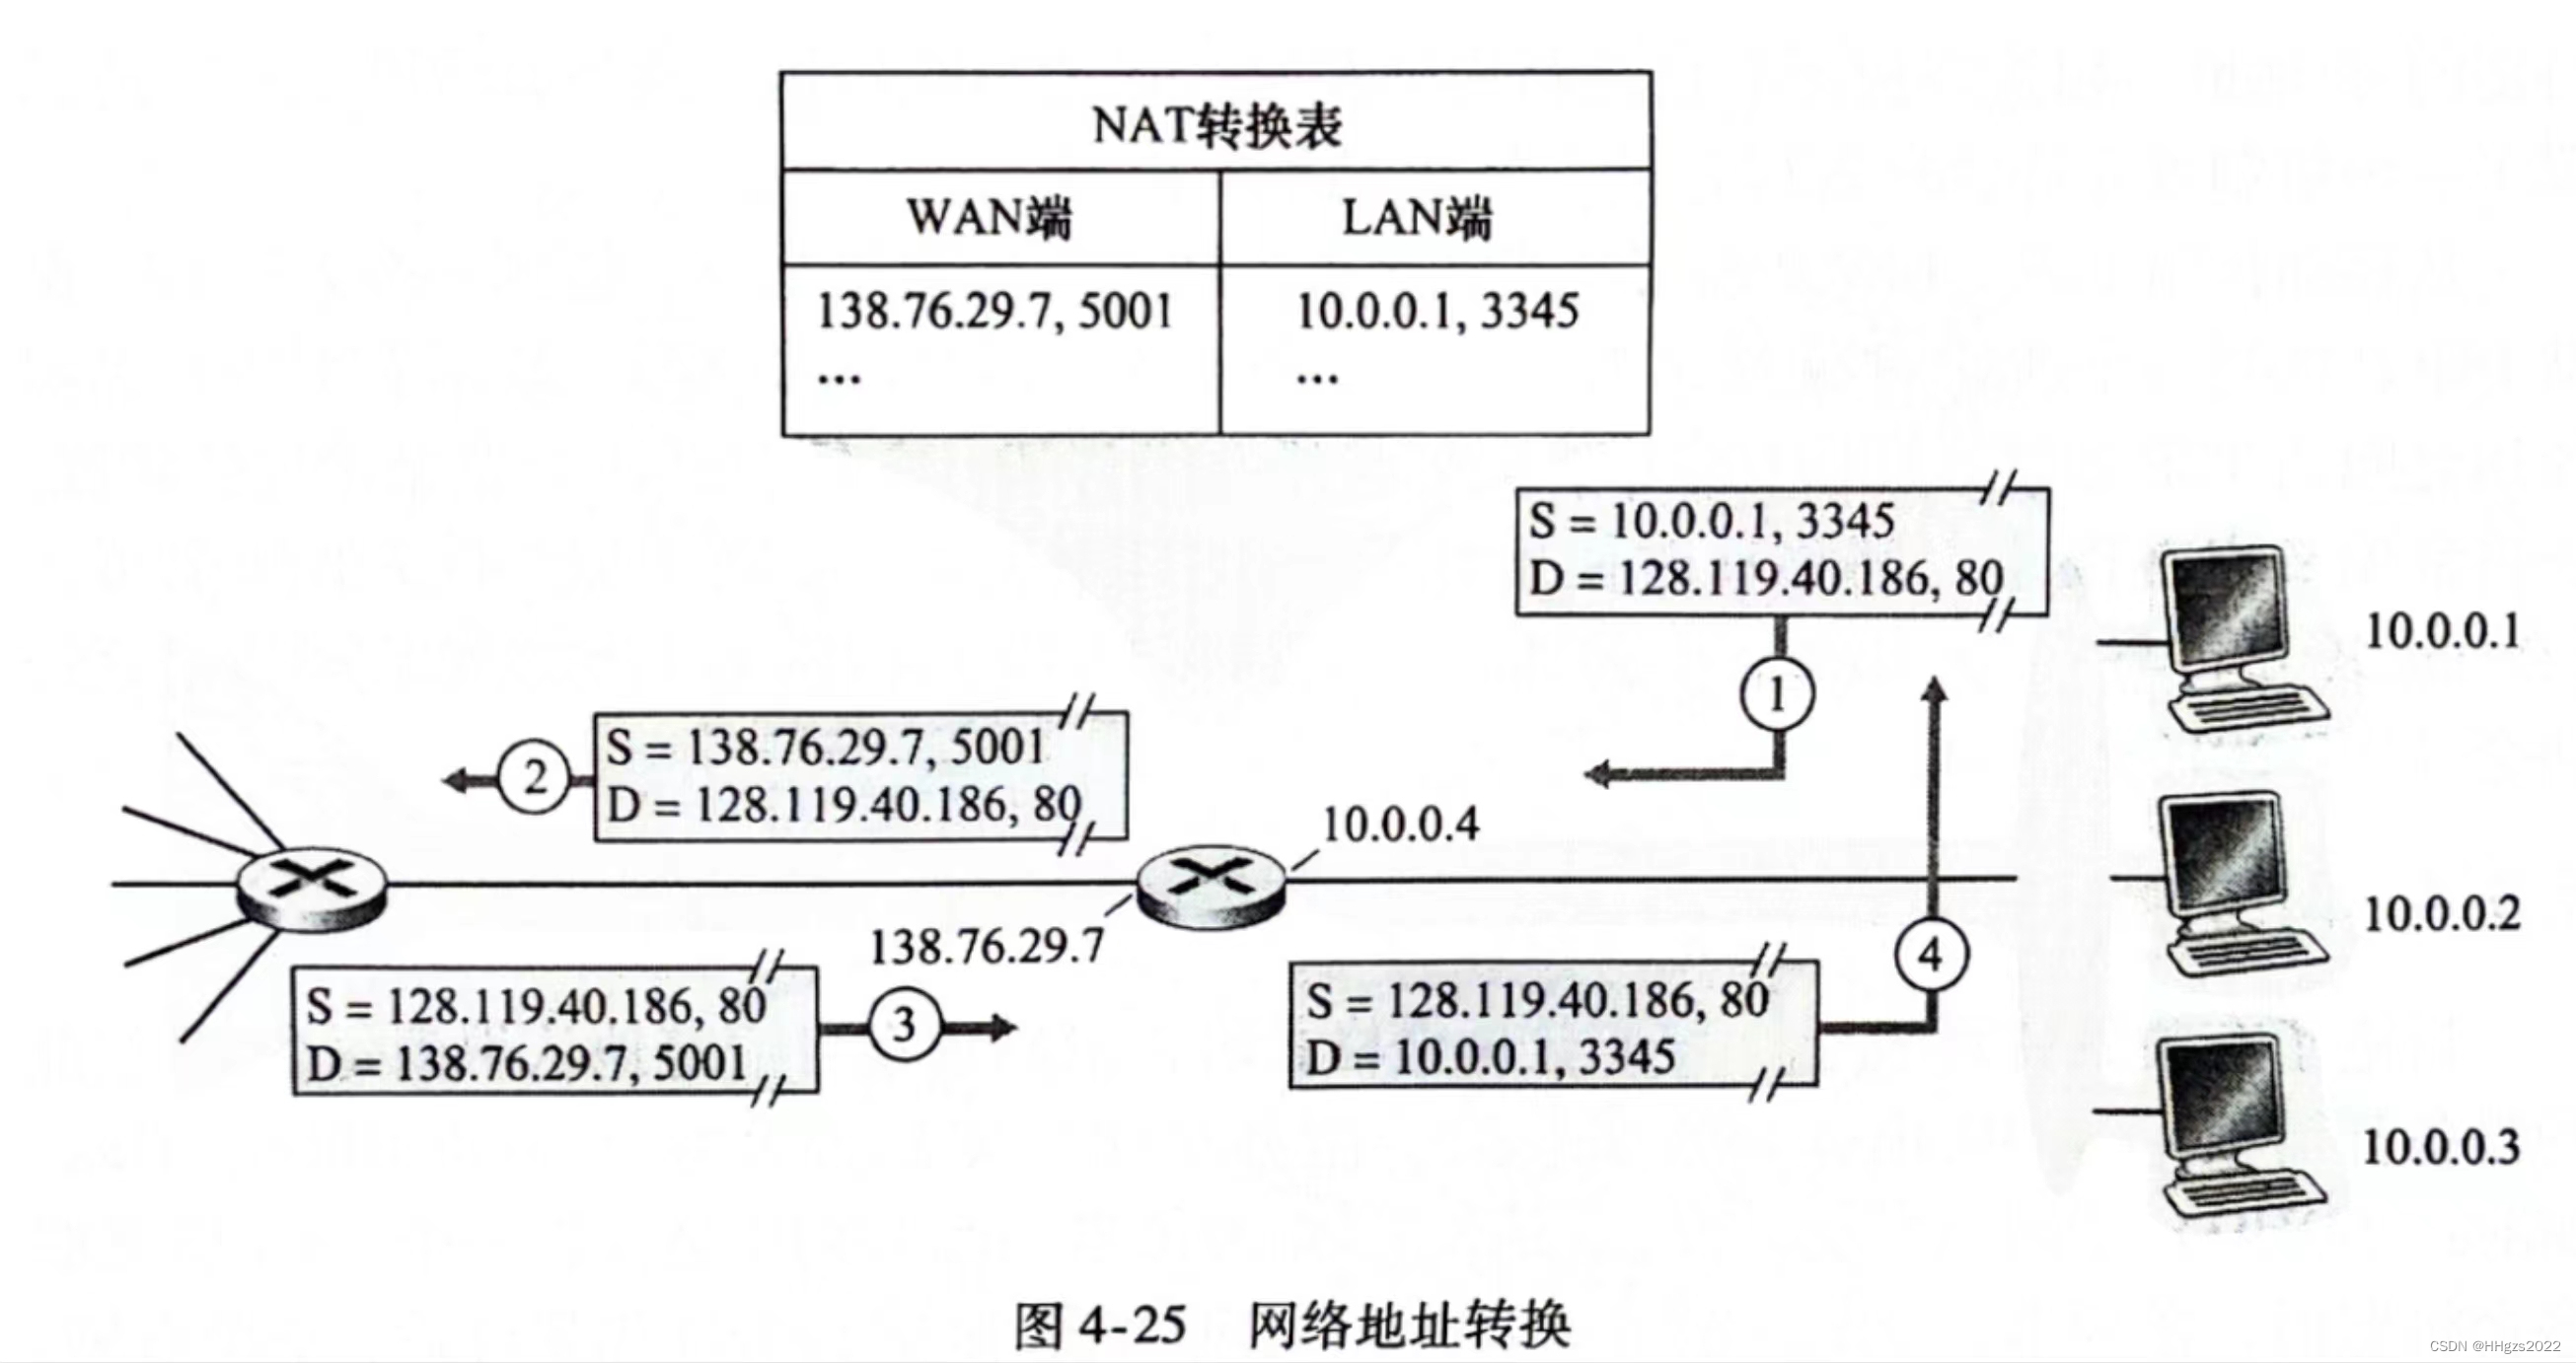 NAT转换表
WAN端
LAN端
138.76.29.7, 5001
10.0.0.1, 3345
...
...
S = 10.0.0.1, 3345
D = 128.119.40.186, 80
1
10.0.0.1
S = 138.76.29.7, 5001
D = 128.119.40.186, 80
2
10.0.0.4
10.0.0.2
138.76.29.7
S = 128.119.40.186, 80
D = 138.76.29.7, 5001
3
S = 128.119.40.186, 80
D = 10.0.0.1, 3345
4
10.0.0.3
图 4-25 网络地址转换
CSDN @HHgzs2022